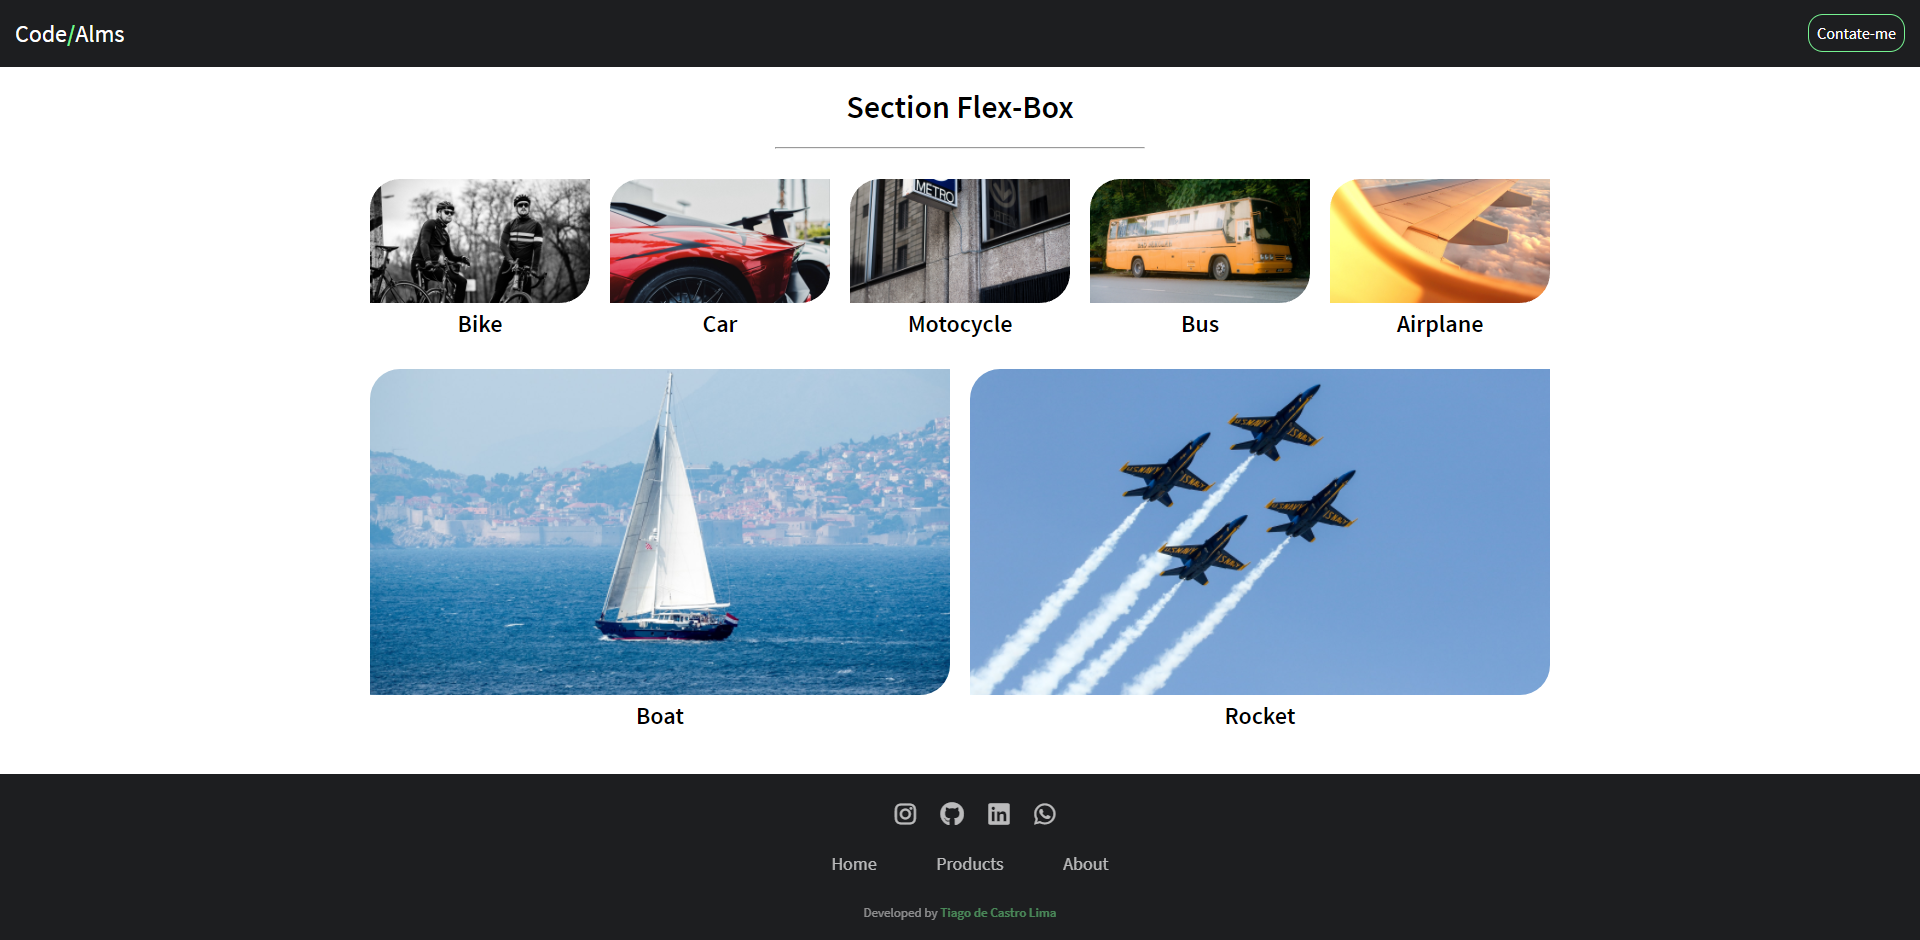 Code/Alms
Contate-me
Section Flex-Box
METRO
Bike
Car
Motocycle
Bus
Airplane
Boat
Rocket
Home
Products
About
Developed by Tiago de Castro Lima